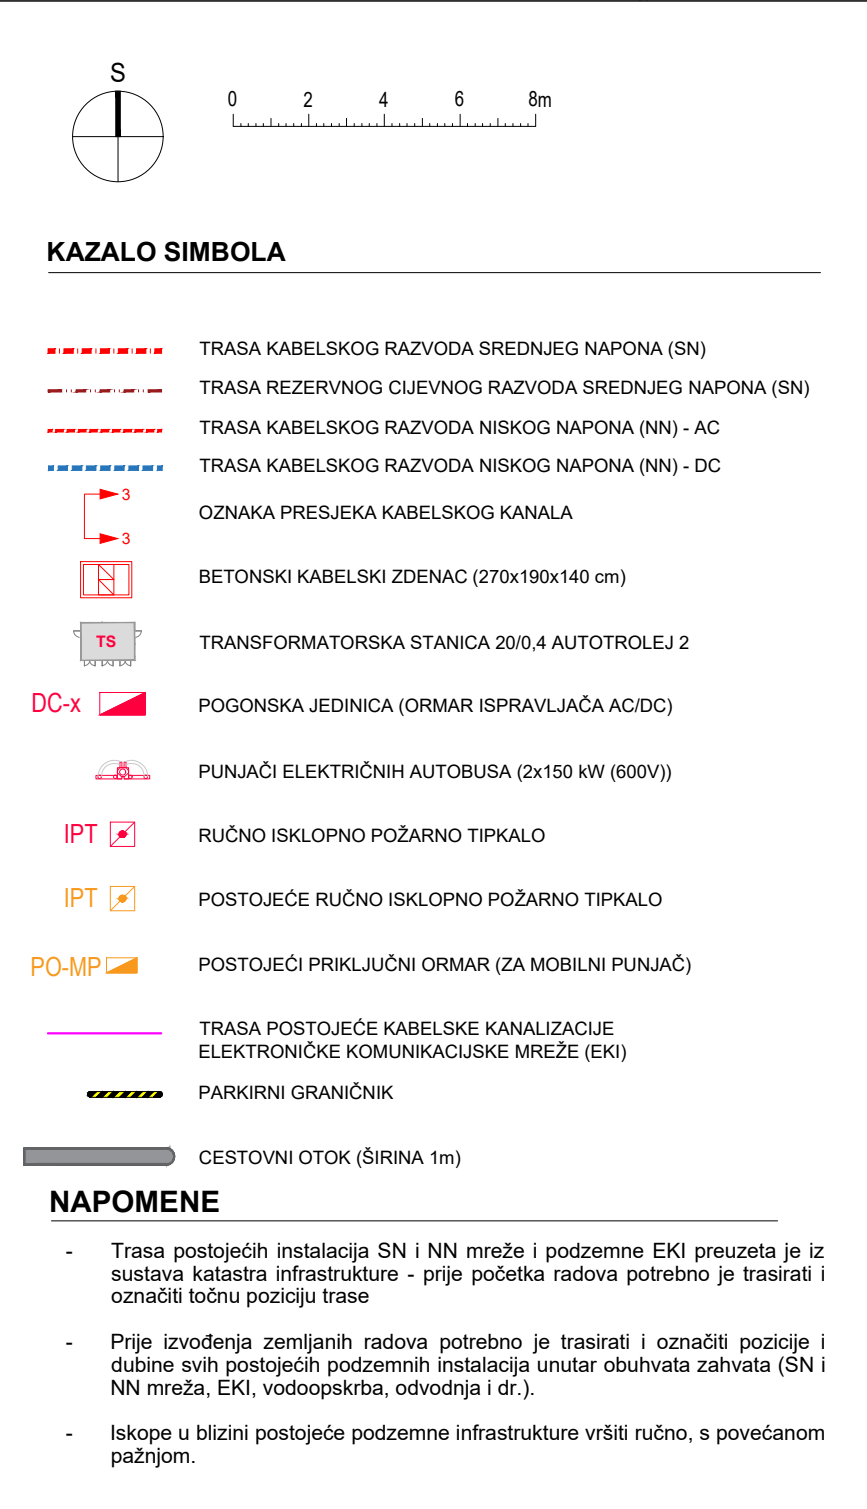 S
0 2 4 6 8m
KAZALO SIMBOLA
TRASA KABELSKOG RAZVODA SREDNJEG NAPONA (SN)
TRASA REZERVNOG CIJEVNOG RAZVODA SREDNJEG NAPONA (SN)
TRASA KABELSKOG RAZVODA NISKOG NAPONA (NN) - AC
TRASA KABELSKOG RAZVODA NISKOG NAPONA (NN) - DC
3
OZNAKA PRESJEKA KABELSKOG KANALA
3
BETONSKI KABELSKI ZDENAC (270x190x140 cm)
TS TRANSFORMATORSKA STANICA 20/0,4 AUTOTROLEJ 2
DC-x POGONSKA JEDINICA (ORMAR ISPRAVLJAČA AC/DC)
PUNJAČI ELEKTRIČNIH AUTOBUSA (2x150 kW (600V))
IPT RUČNO ISKLOPNO POŽARNO TIPKALO
IPT POSTOJEĆE RUČNO ISKLOPNO POŽARNO TIPKALO
PO-MP POSTOJEĆI PRIKLJUČNI ORMAR (ZA MOBILNI PUNJAČ)
TRASA POSTOJEĆE KABELSKE KANALIZACIJE
ELEKTRONIČKE KOMUNIKACIJSKE MREŽE (EKI)
PARKIRNI GRANIČNIK
CESTOVNI OTOK (ŠIRINA 1m)
NAPOMENE
- Trasa postojećih instalacija SN i NN mreže i podzemne EKI preuzeta je iz
sustava katastra infrastrukture - prije početka radova potrebno je trasirati i
označiti točnu poziciju trase
- Prije izvođenja zemljanih radova potrebno je trasirati i označiti pozicije i
dubine svih postojećih podzemnih instalacija unutar obuhvata zahvata (SN i
NN mreža, EKI, vodoopskrba, odvodnja i dr.).
- Iskope u blizini postojeće podzemne infrastrukture vršiti ručno, s povećanom
pažnjom.